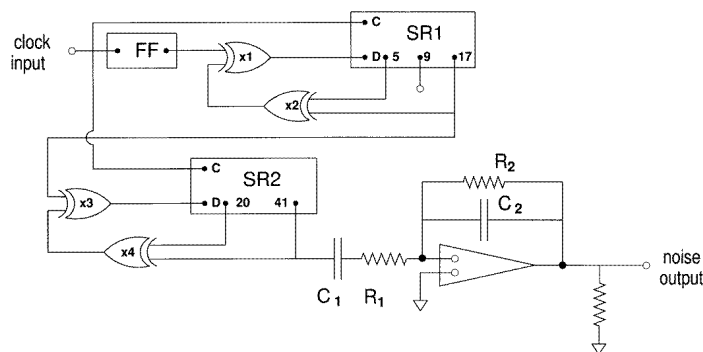 clock
input
FF
x1
C
SR1
D 5 9 17
x2
C
SR2
x3
D 20 41
x4
C1
R1
R2
C2
noise
output